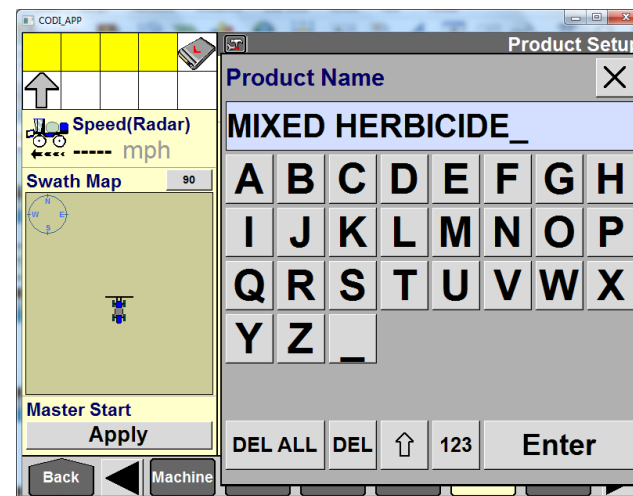 CODI_APP
Product Setup
Product Name
MIXED HERBICIDE_
A B C D E F G H
I J K L M N O P
Q R S T U V W X
Y Z _
DEL ALL DEL 123 Enter
L
Speed(Radar)
----- mph
Swath Map 90
N
W E
S
Master Start
Apply
Back Machine